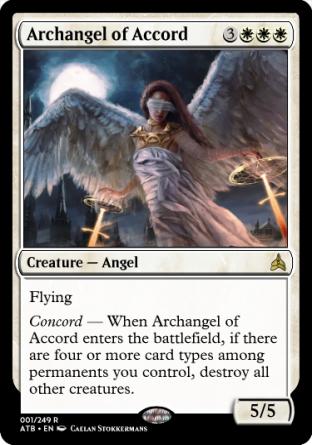 Archangel of Accord 3
Creature — Angel
Flying
Concord — When Archangel of
Accord enters the battlefield, if there
are four or more card types among
permanents you control, destroy all
other creatures.
5/5
001/249 R
ATB • EN Caelan Stokkermans